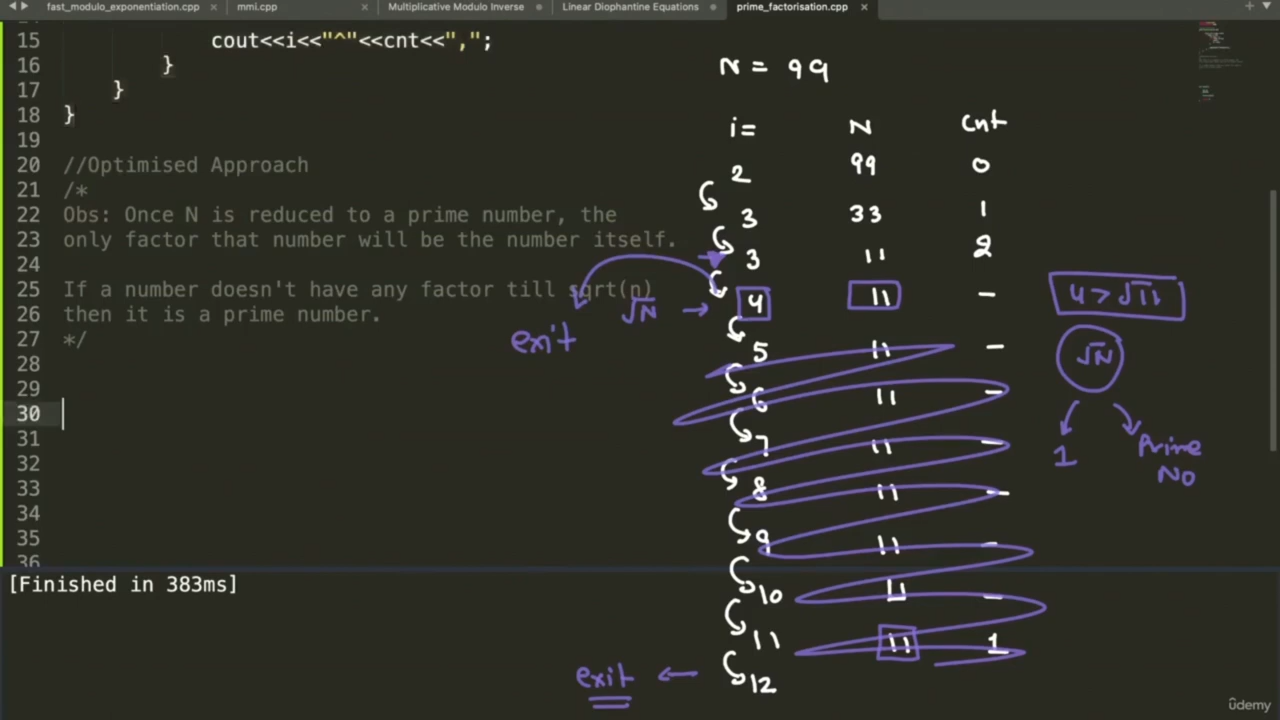 fast_modulo_exponentiation.cpp × mmi.cpp × Multiplicative Modulo Inverse Linear Diophantine Equations prime_factorisation.cpp ×
15 cout<<i<<"^"<<cnt<<",";
16 }
17 }
18 }
19
20 //Optimised Approach
21 /*
22 Obs: Once N is reduced to a prime number, the
23 only factor that number will be the number itself.
24
25 If a number doesn't have any factor till sqrt(n)
26 then it is a prime number.
27 */
28
29
30
31
32
33
34
35
36
[Finished in 383ms]
N = 99
i= N Cnt
2 99 0
3 33 1
3 11 2
√N → 4 11 - 4 > √11
exit
5 11 - √N
6 11 -
7 11 - 1 Prime No
8 11 -
9 11 -
10 11 -
11 11 1
exit ← 12
ûdemy